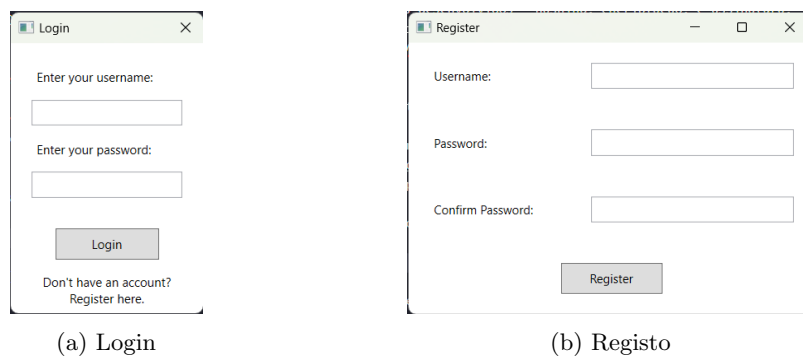 Login
Enter your username:
Enter your password:
Login
Don't have an account?
Register here.
(a) Login
Register
Username:
Password:
Confirm Password:
Register
(b) Registo